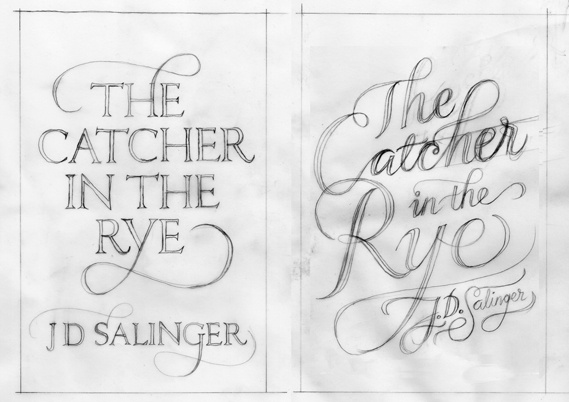 THE
CATCHER
IN THE
RYE
J D SALINGER
The
Catcher
in the
Rye
J.D. Salinger